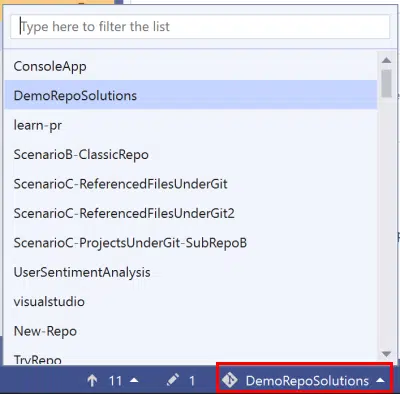 Type here to filter the list
ConsoleApp
DemoRepoSolutions
learn-pr
ScenarioB-ClassicRepo
ScenarioC-ReferencedFilesUnderGit
ScenarioC-ReferencedFilesUnderGit2
ScenarioC-ProjectsUnderGit-SubRepoB
UserSentimentAnalysis
visualstudio
New-Repo
TryRepo
11 1 DemoRepoSolutions